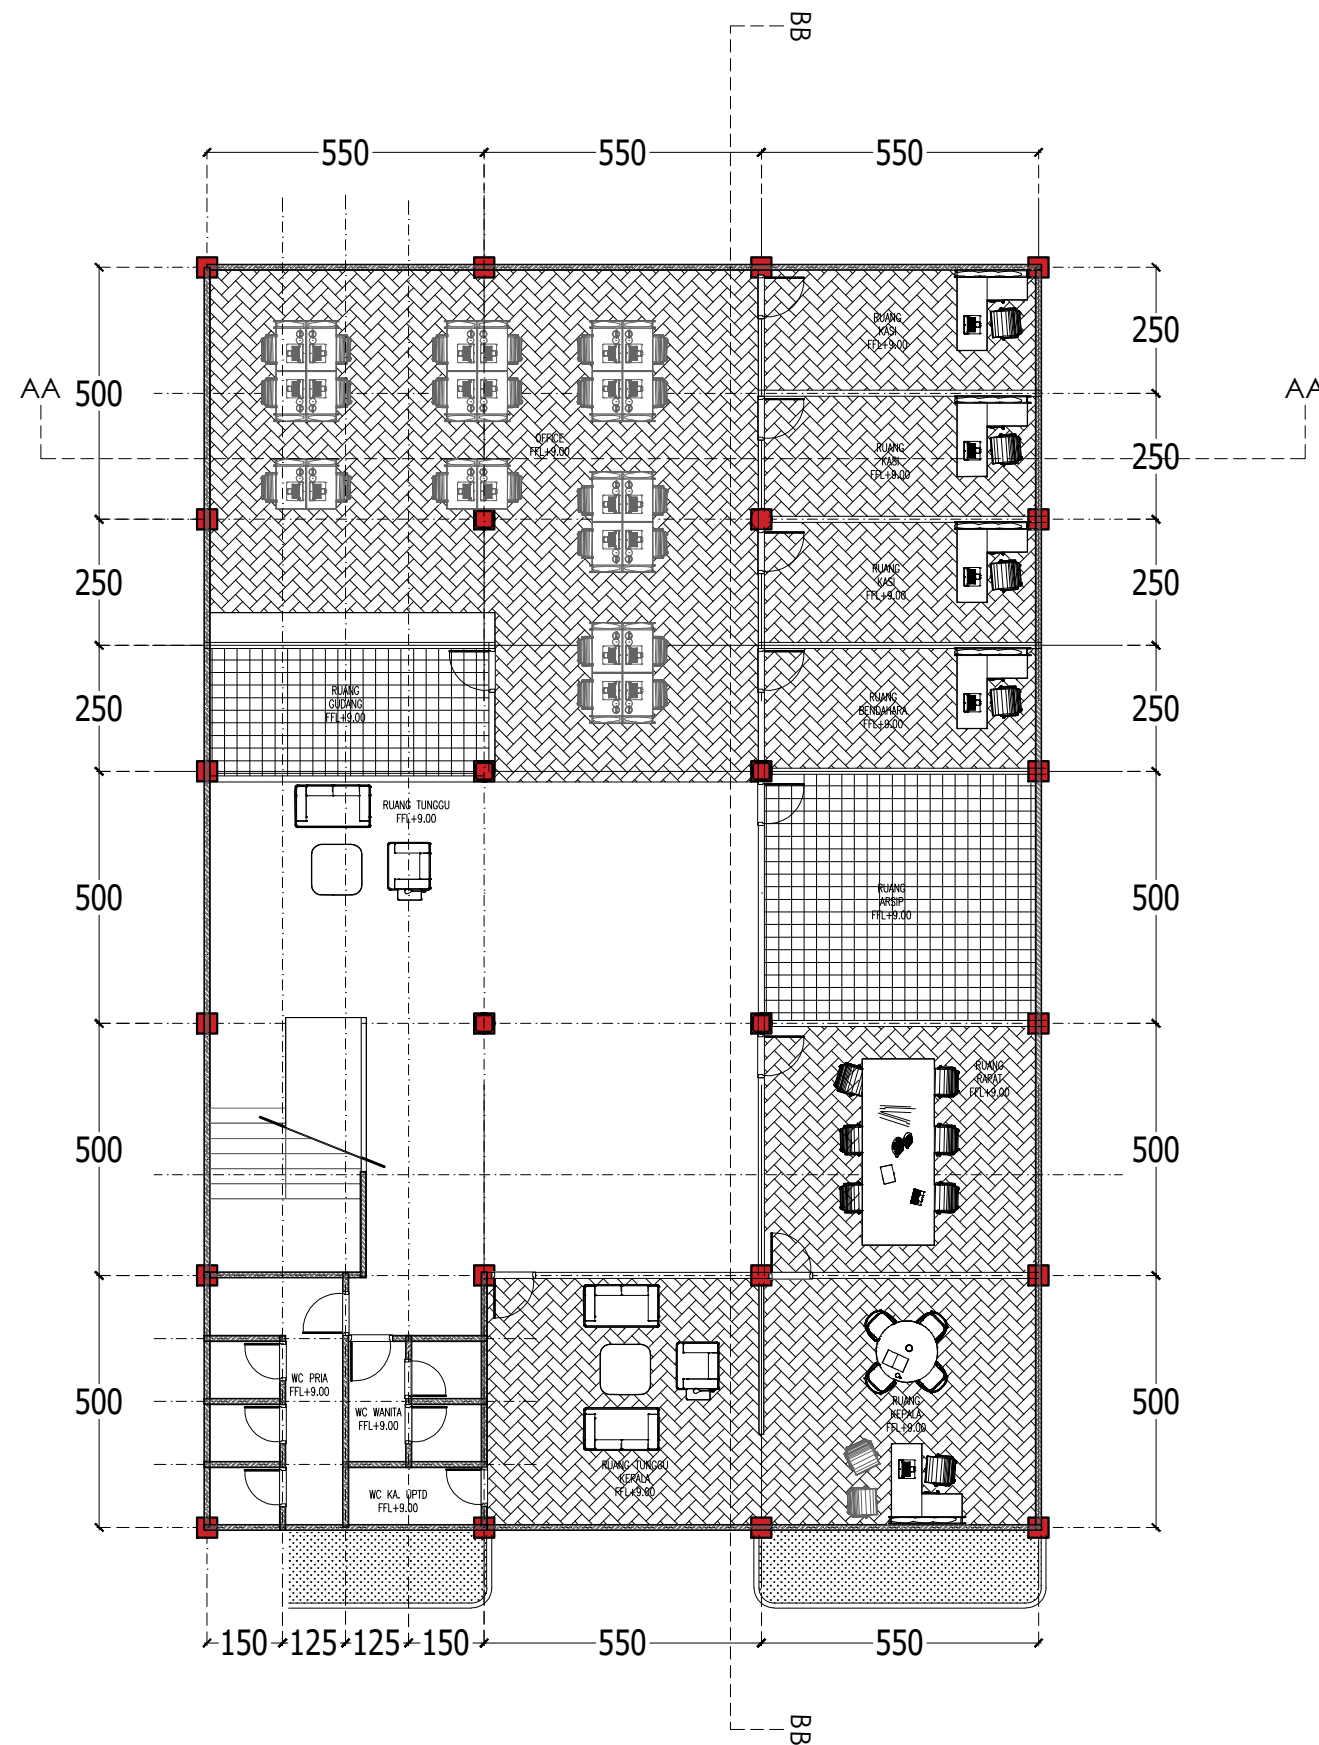 BB
550
550
550
250
500
AA
AA
250
250
250
250
250
500
500
500
500
500
500
RUANG
KASI
FFL+9.00
OFFICE
FFL+9.00
RUANG
KASI
FFL+9.00
RUANG
KASI
FFL+9.00
RUANG
GUDANG
FFL+9.00
RUANG
BENDAHARA
FFL+9.00
RUANG TUNGGU
FFL+9.00
RUANG
ARSIP
FFL+9.00
RUANG
RAPAT
FFL+9.00
WC PRIA
FFL+9.00
WC WANITA
FFL+9.00
RUANG
KEPALA
FFL+9.00
RUANG TUNGGU
KEPALA
FFL+9.00
WC KA. UPTD
FFL+9.00
150
125
125
150
550
550
BB